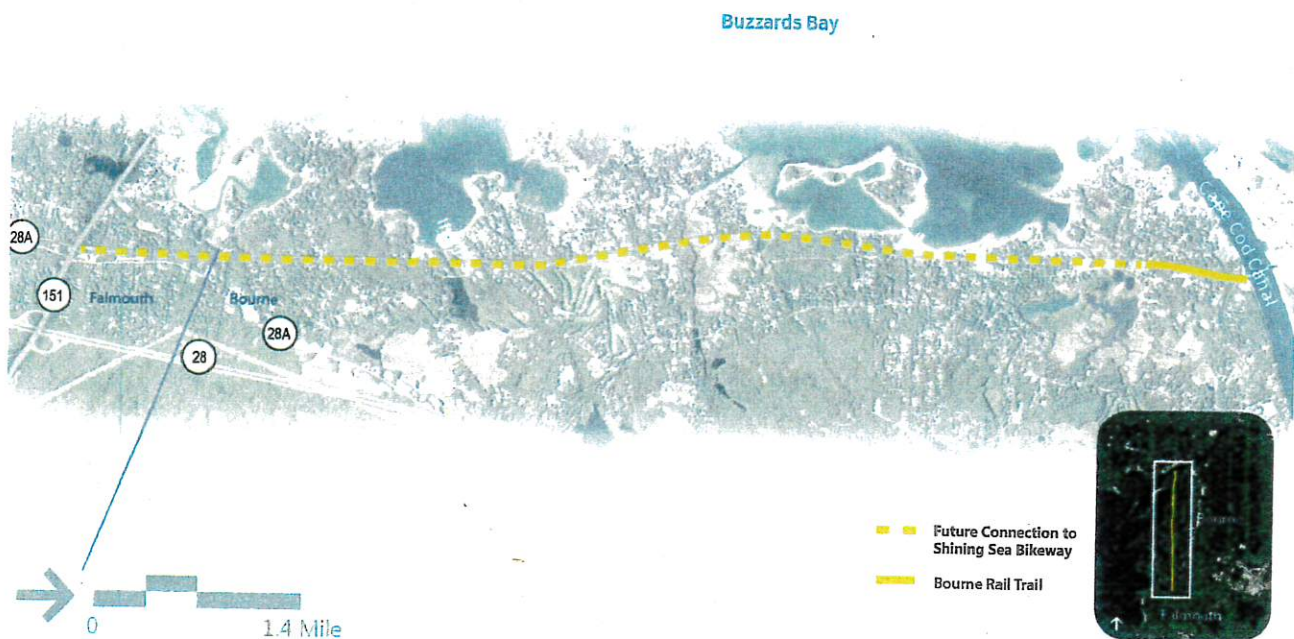 Buzzards Bay
Cape Cod Canal
28A
151
Falmouth
Bourne
28A
28
Future Connection to
Shining Sea Bikeway
Bourne Rail Trail
0
1.4 Mile
Falmouth